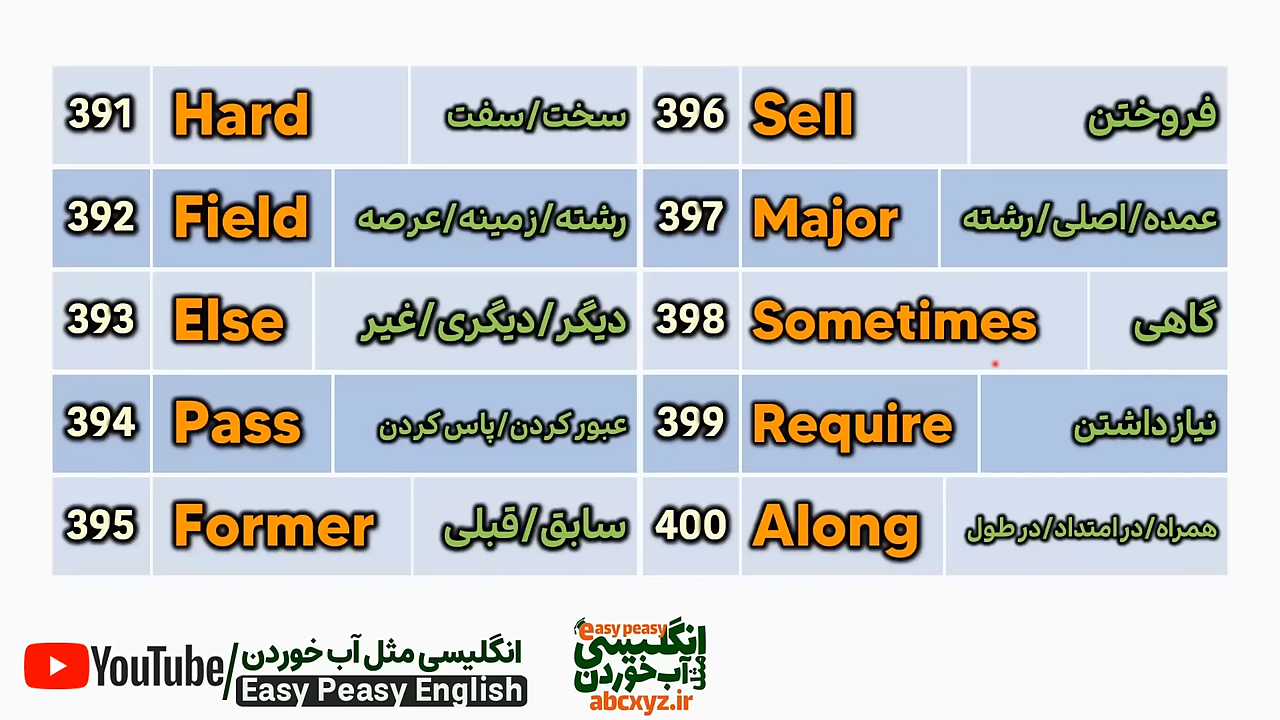 391 Hard سخت/سفت
392 Field رشته/زمینه/عرصه
393 Else دیگر/دیگری/غیر
394 Pass عبور کردن/پاس کردن
395 Former سابق/قبلی
396 Sell فروختن
397 Major عمده/اصلی/رشته
398 Sometimes گاهی
399 Require نیاز داشتن
400 Along همراه/در امتداد/در طول
YouTube/انگلیسی مثل آب خوردن
Easy Peasy English
easy peasy
انگلیسی
مثل آب خوردن
abcxyz.ir